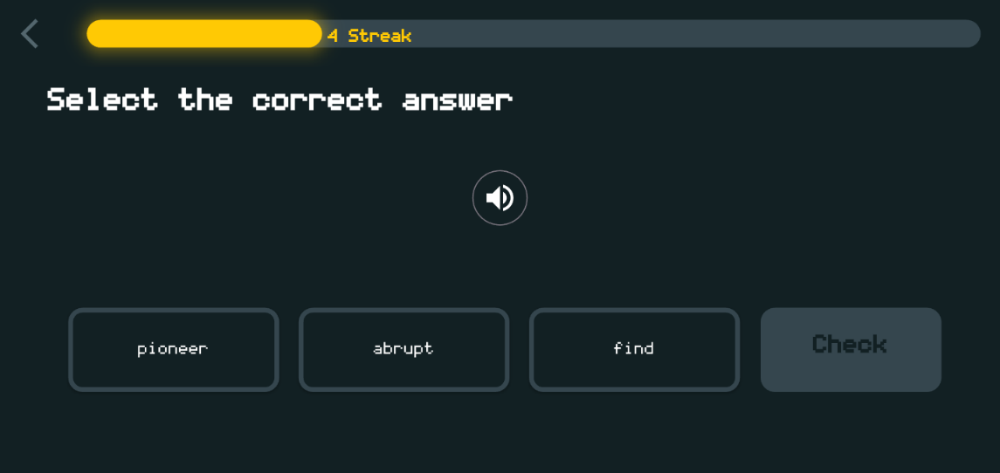 4 Streak
Select the correct answer
pioneer
abrupt
find
Check